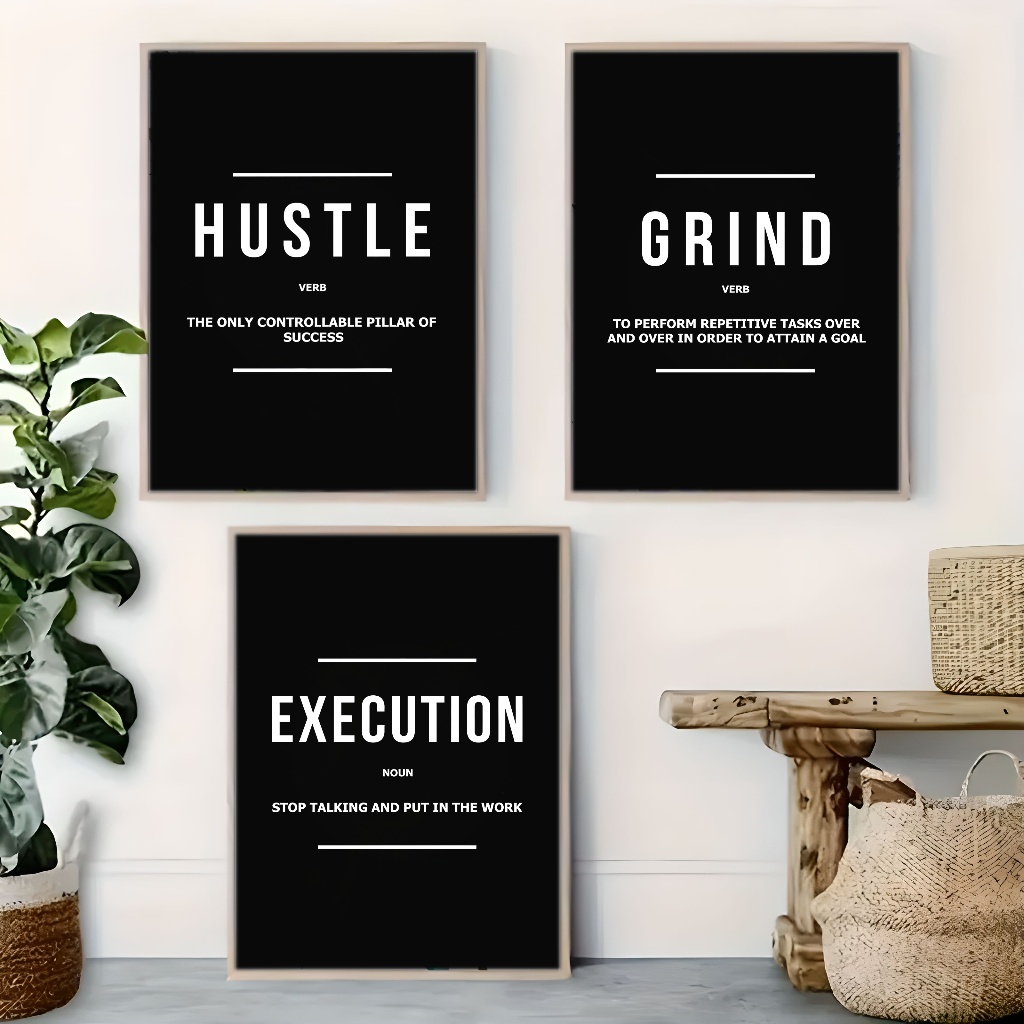 HUSTLE
VERB
THE ONLY CONTROLLABLE PILLAR OF
SUCCESS
GRIND
VERB
TO PERFORM REPETITIVE TASKS OVER
AND OVER IN ORDER TO ATTAIN A GOAL
EXECUTION
NOUN
STOP TALKING AND PUT IN THE WORK